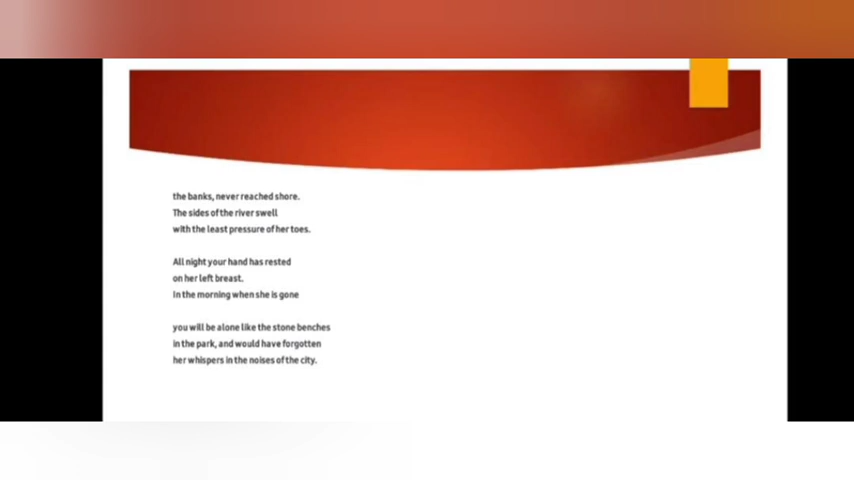 the banks, never reached shore.
The sides of the river swell
with the least pressure of her toes.
All night your hand has rested
on her left breast.
In the morning when she is gone
you will be alone like the stone benches
in the park, and would have forgotten
her whispers in the noises of the city.